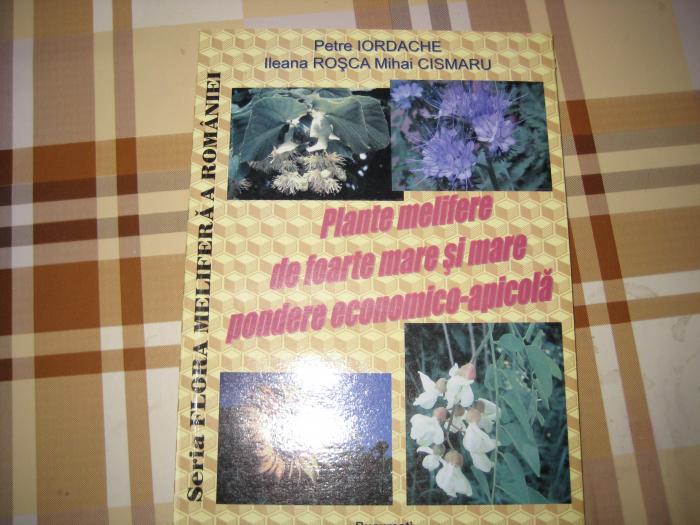 Petre IORDACHE
Ileana ROŞCA Mihai CISMARU
Seria FLORA MELIFERĂ A ROMÂNIEI
Plante melifere
de foarte mare şi mare
pondere economico-apicolă